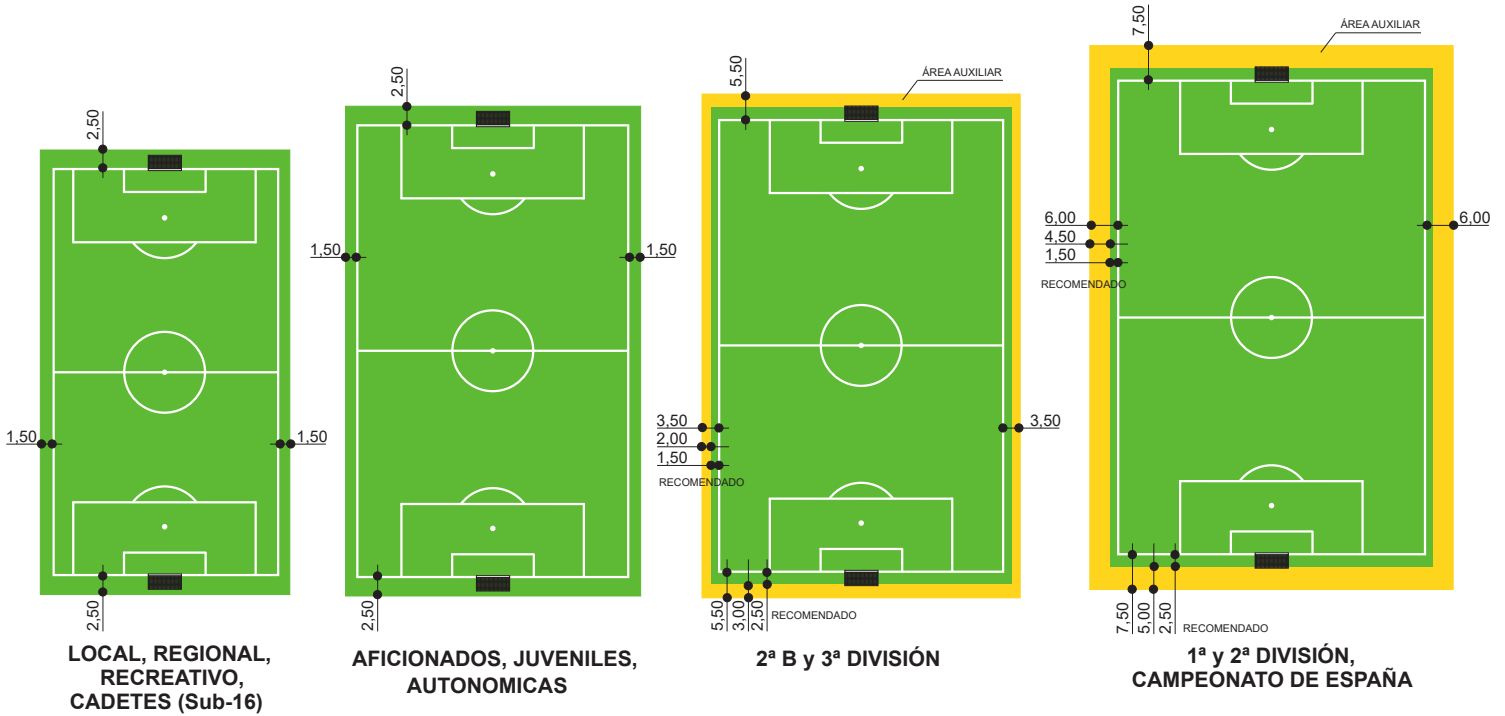 2,50
1,50
1,50
2,50
LOCAL, REGIONAL,
RECREATIVO,
CADETES (Sub-16)
2,50
1,50
1,50
2,50
AFICIONADOS, JUVENILES,
AUTONOMICAS
5,50
ÁREA AUXILIAR
3,50
2,00
1,50
RECOMENDADO
3,50
5,50
3,00
2,50
RECOMENDADO
2ª B y 3ª DIVISIÓN
7,50
ÁREA AUXILIAR
6,00
4,50
1,50
RECOMENDADO
6,00
7,50
5,00
2,50
RECOMENDADO
1ª y 2ª DIVISIÓN,
CAMPEONATO DE ESPAÑA